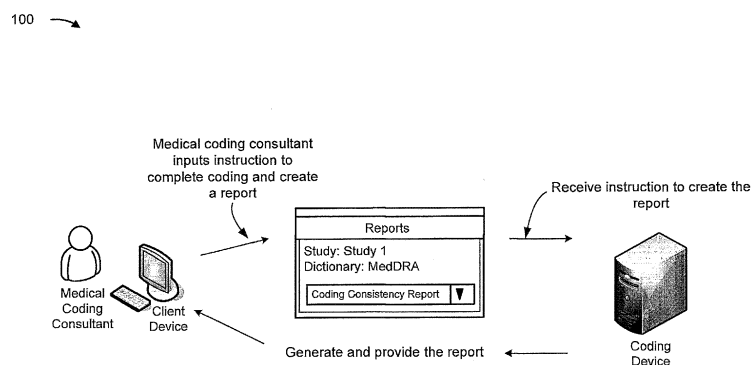 100
Medical coding consultant
inputs instruction to
complete coding and create
a report
Receive instruction to create the
report
Reports
Study: Study 1
Dictionary: MedDRA
Coding Consistency Report
Medical
Coding
Consultant
Client
Device
Generate and provide the report
Coding
Device